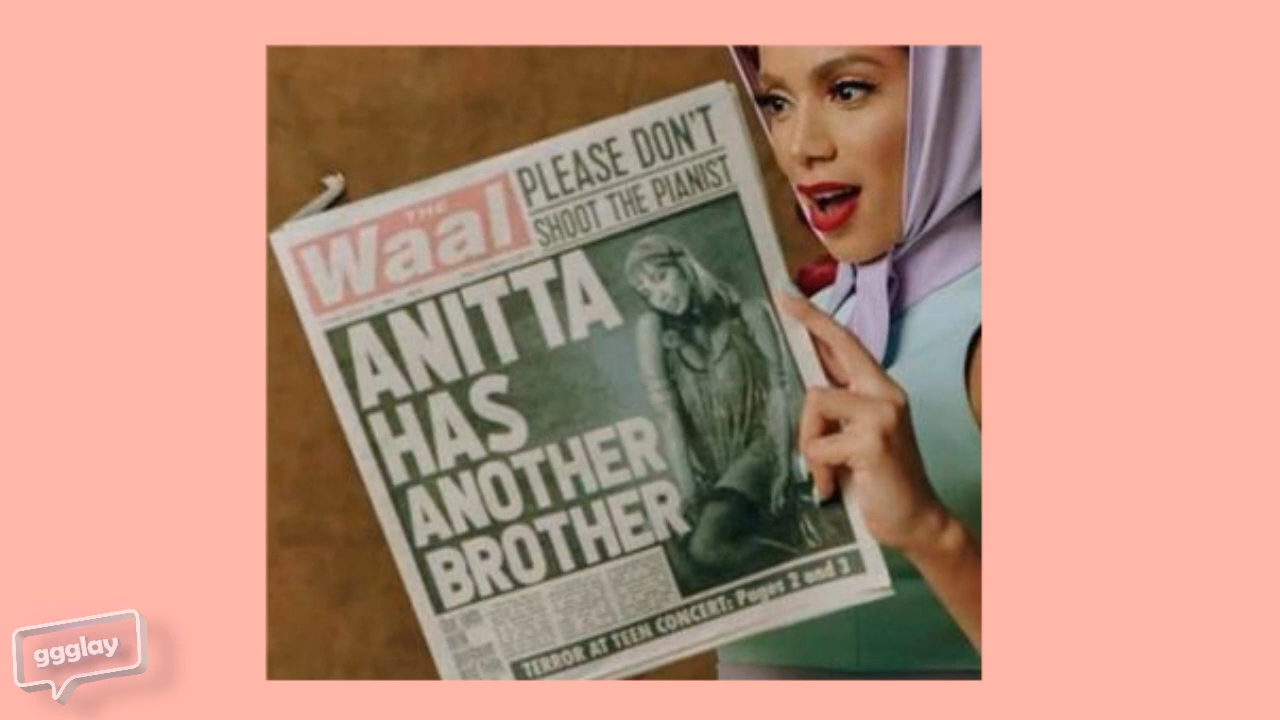 THE
Waal
PLEASE DON'T
SHOOT THE PIANIST
ANITTA
HAS
ANOTHER
BROTHER
TERROR AT TEEN CONCERT: Pages 2 and 3
ggglay